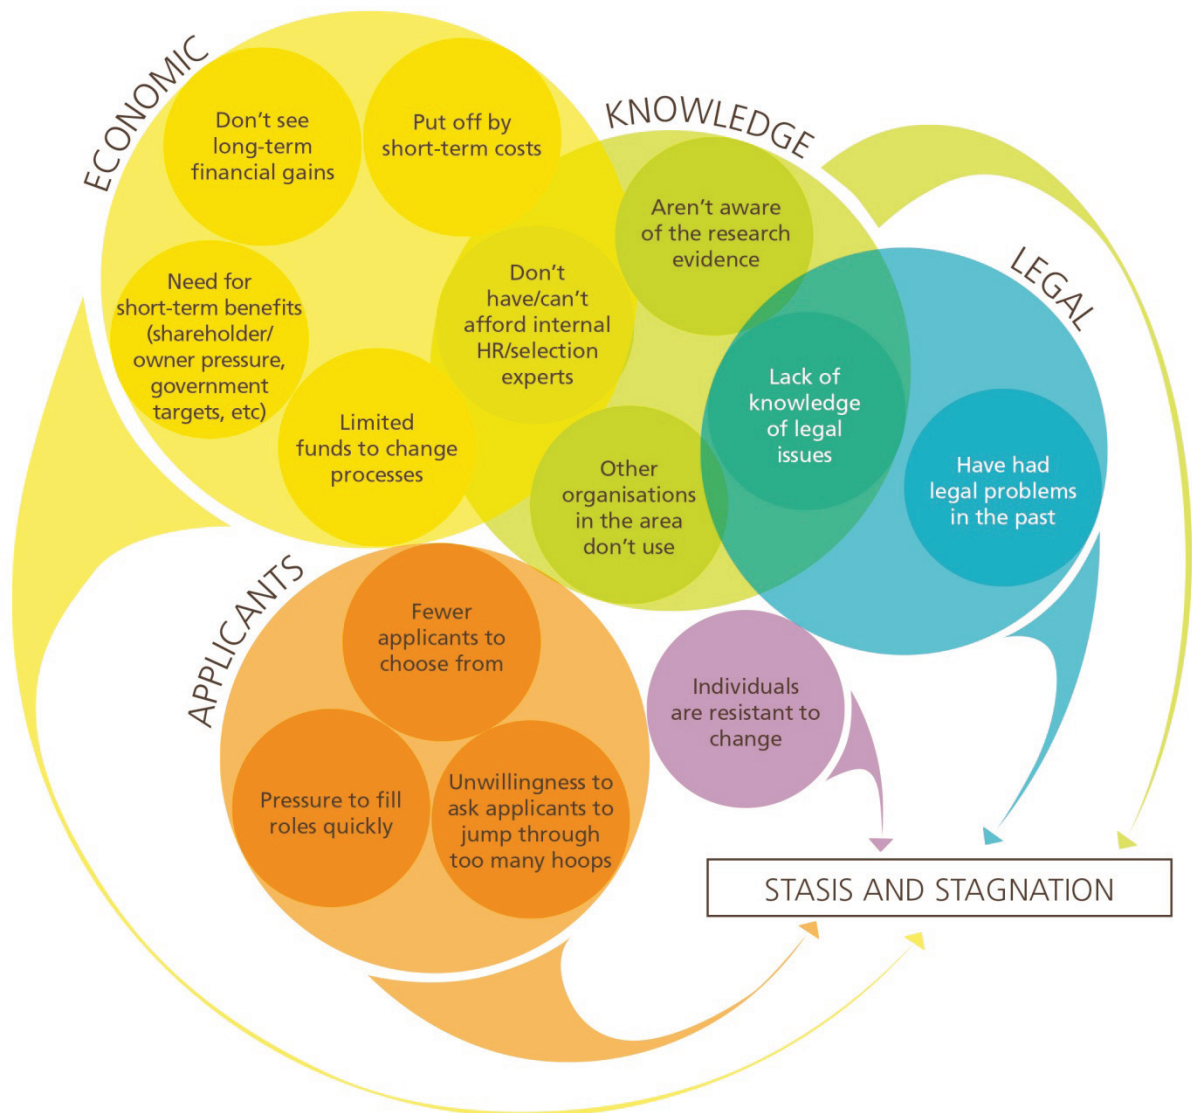 ECONOMIC
Don't see
long-term
financial gains
Put off by
short-term costs
Need for
short-term benefits
(shareholder/
owner pressure,
government
targets, etc)
Limited
funds to change
processes
Don't
have/can't
afford internal
HR/selection
experts
KNOWLEDGE
Aren't aware
of the research
evidence
Other
organisations
in the area
don't use
Lack of
knowledge
of legal
issues
LEGAL
Have had
legal problems
in the past
APPLICANTS
Fewer
applicants to
choose from
Pressure to fill
roles quickly
Unwillingness to
ask applicants to
jump through
too many hoops
Individuals
are resistant to
change
STASIS AND STAGNATION